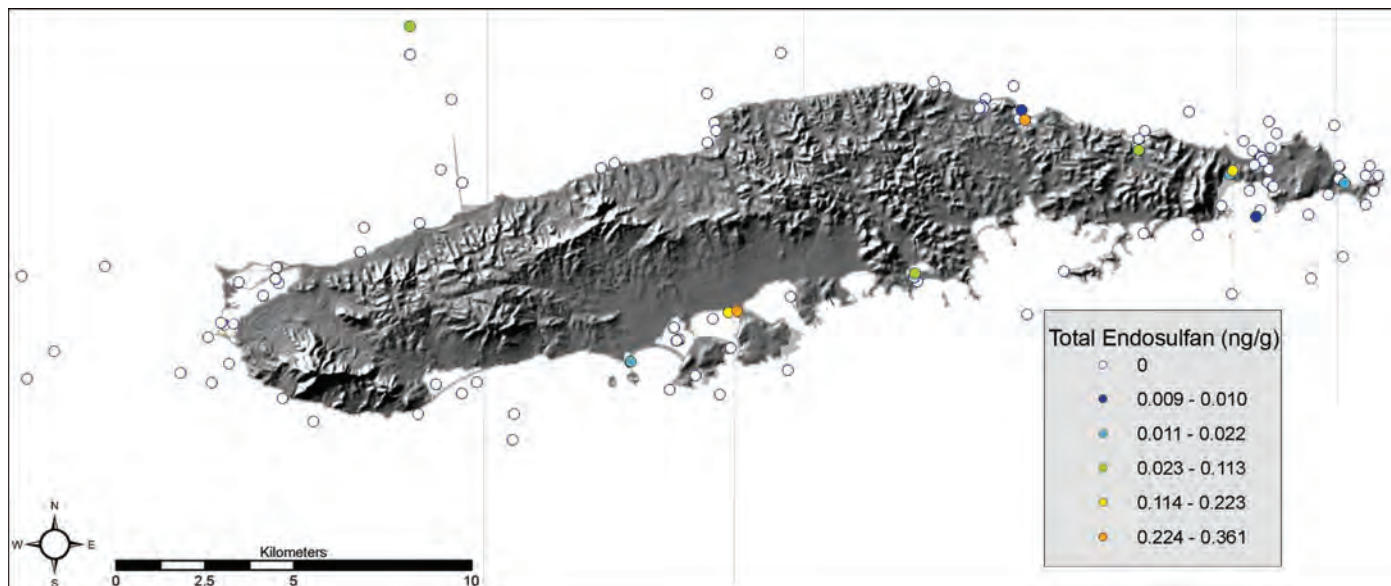 Total Endosulfan (ng/g)
0
0.009 - 0.010
0.011 - 0.022
0.023 - 0.113
0.114 - 0.223
0.224 - 0.361
N
W E
S
Kilometers
0 2.5 5 10